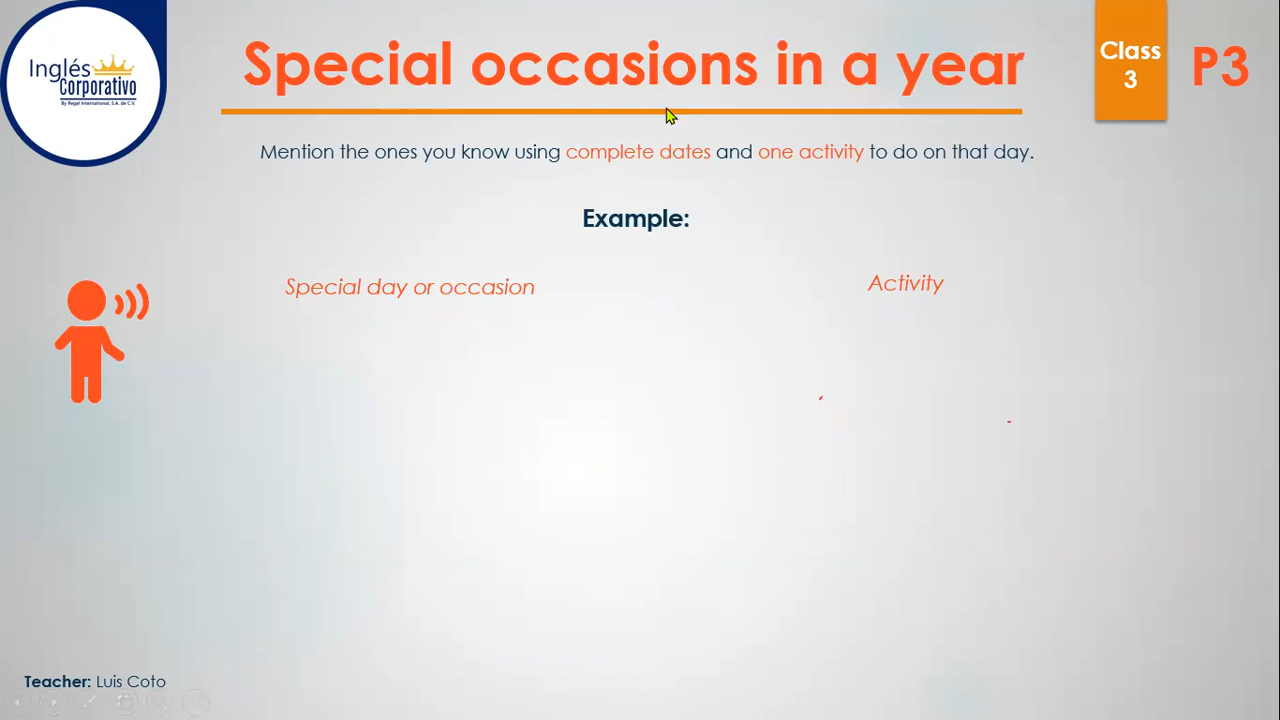 Inglés
Corporativo
By Regal International, S.A. de C.V.
Special occasions in a year
Class
3
P3
Mention the ones you know using complete dates and one activity to do on that day.
Example:
Special day or occasion
Activity
Teacher: Luis Coto